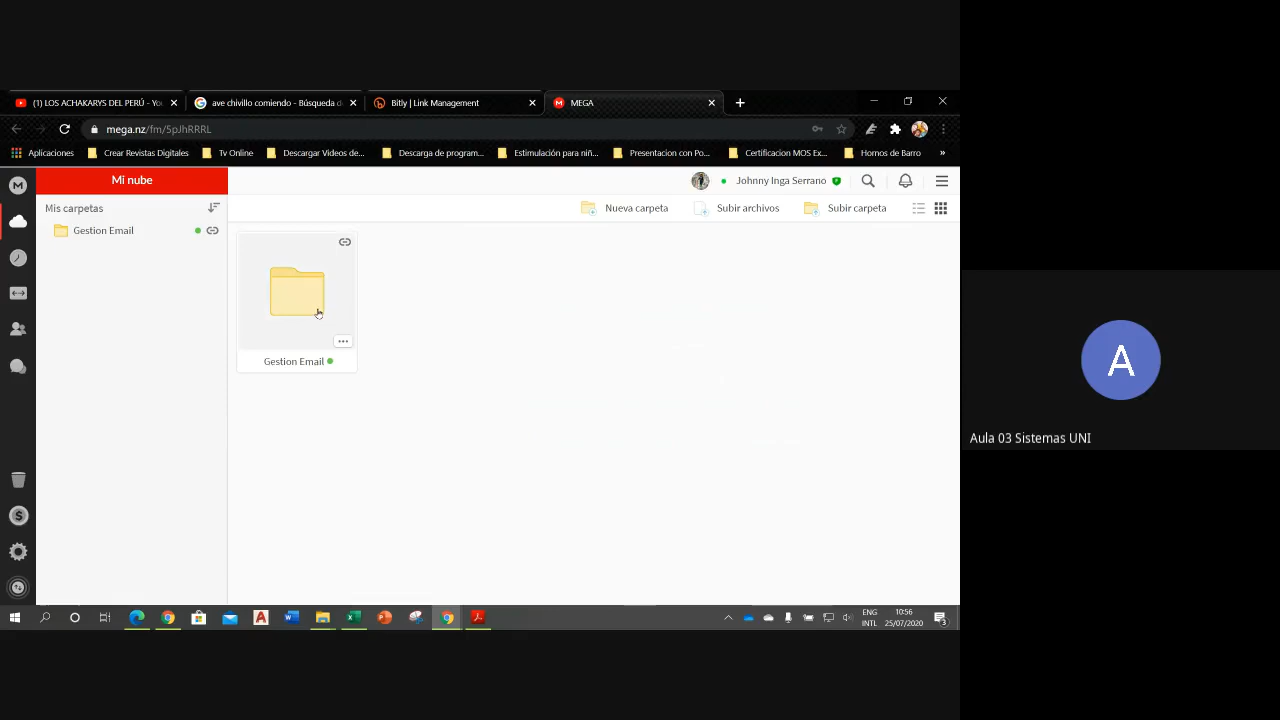 (1) LOS ACHAKARYS DEL PERÚ - You
ave chivillo comiendo - Búsqueda d
Bitly | Link Management
MEGA
mega.nz/fm/5pJhRRRL
Aplicaciones
Crear Revistas Digitales
Tv Online
Descargar Videos de...
Descarga de program...
Estimulación para niñ...
Presentacion con Po...
Certificacion MOS Ex...
Hornos de Barro
»
M
Mi nube
Johnny Inga Serrano
Mis carpetas
Nueva carpeta
Subir archivos
Subir carpeta
Gestion Email
Gestion Email
A
Aula 03 Sistemas UNI
ENG
INTL
10:56
25/07/2020
3